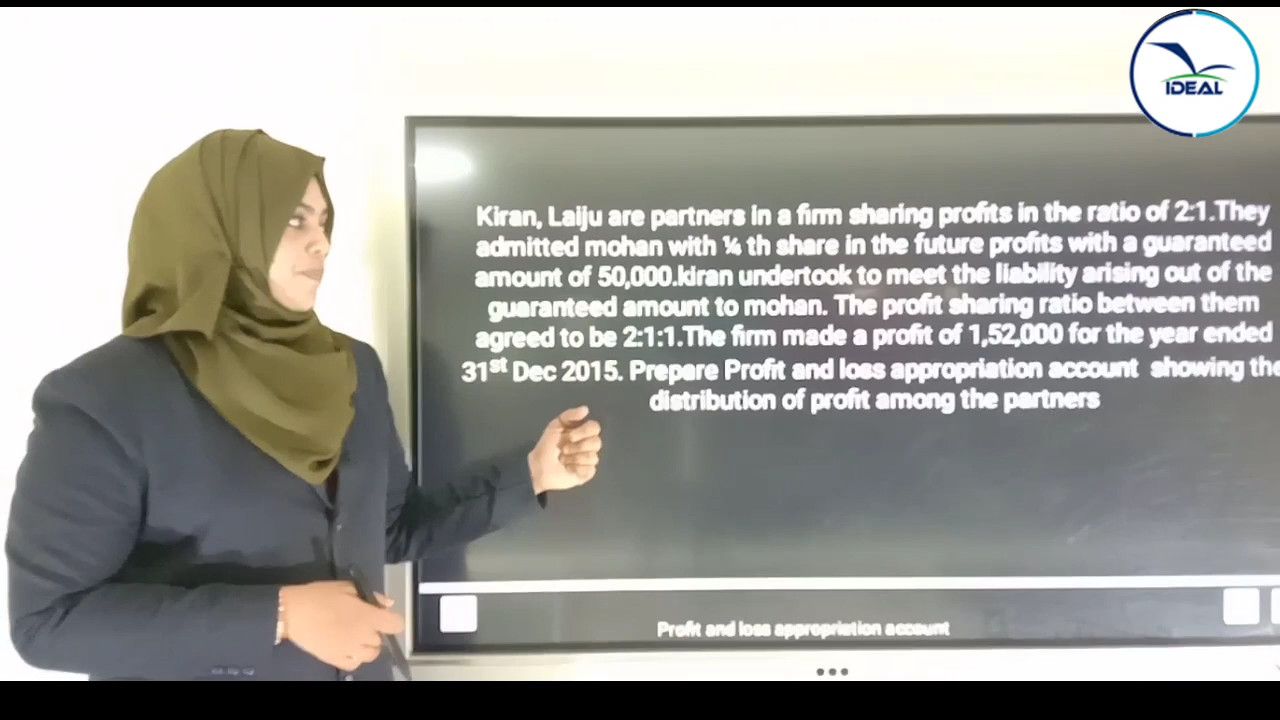 IDEAL
Kiran, Laiju are partners in a firm sharing profits in the ratio of 2:1.They
admitted mohan with ¼ th share in the future profits with a guaranteed
amount of 50,000.kiran undertook to meet the liability arising out of the
guaranteed amount to mohan. The profit sharing ratio between them
agreed to be 2:1:1.The firm made a profit of 1,52,000 for the year ended
31st Dec 2015. Prepare Profit and loss appropriation account showing the
distribution of profit among the partners
Profit and loss appropriation account